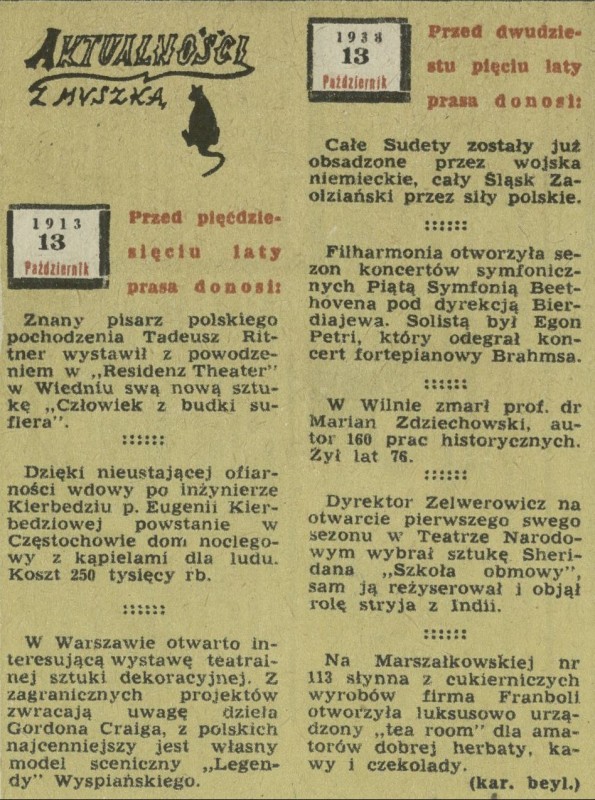 AKTUALNOŚCI
Z MYSZKĄ
1913
13
Październik
Przed pięćdzie-
sięciu laty
prasa donosi:
Znany pisarz polskiego
pochodzenia Tadeusz Rit-
tner wystawił z powodze-
niem w „Residenz Theater"
w Wiedniu swą nową sztu-
kę „Człowiek z budki su-
flera".
::::::
Dzięki nieustającej ofiar-
ności wdowy po inżynierze
Kierbedziu p. Eugenii Kier-
bedziowej powstanie w
Częstochowie dom noclego-
wy z kąpielami dla ludu.
Koszt 250 tysięcy rb.
::::::
W Warszawie otwarto in-
teresującą wystawę teatral-
nej sztuki dekoracyjnej. Z
zagranicznych projektów
zwracają uwagę dzieła
Gordona Craiga, z polskich
najcenniejszy jest własny
model sceniczny „Legen-
dy" Wyspiańskiego.
1938
13
Październik
Przed dwudzie-
stu pięciu laty
prasa donosi:
Całe Sudety zostały już
obsadzone przez wojska
niemieckie, cały Śląsk Za-
olziański przez siły polskie.
::::::
Filharmonia otworzyła se-
zon koncertów symfonicz-
nych Piątą Symfonią Beet-
hovena pod dyrekcją Bier-
diajewa. Solistą był Egon
Petri, który odegrał kon-
cert fortepianowy Brahmsa.
::::::
W Wilnie zmarł prof. dr
Marian Zdziechowski, au-
tor 160 prac historycznych.
Żył lat 76.
::::::
Dyrektor Zelwerowicz na
otwarcie pierwszego swego
sezonu w Teatrze Narodo-
wym wybrał sztukę Sheri-
dana „Szkoła obmowy",
sam ją reżyserował i objął
rolę stryja z Indii.
::::::
Na Marszałkowskiej nr
113 słynna z cukierniczych
wyrobów firma Franboli
otworzyła luksusowo urzą-
dzony „tea room" dla ama-
torów dobrej herbaty, ka-
wy i czekolady.
(kar. beyl.)